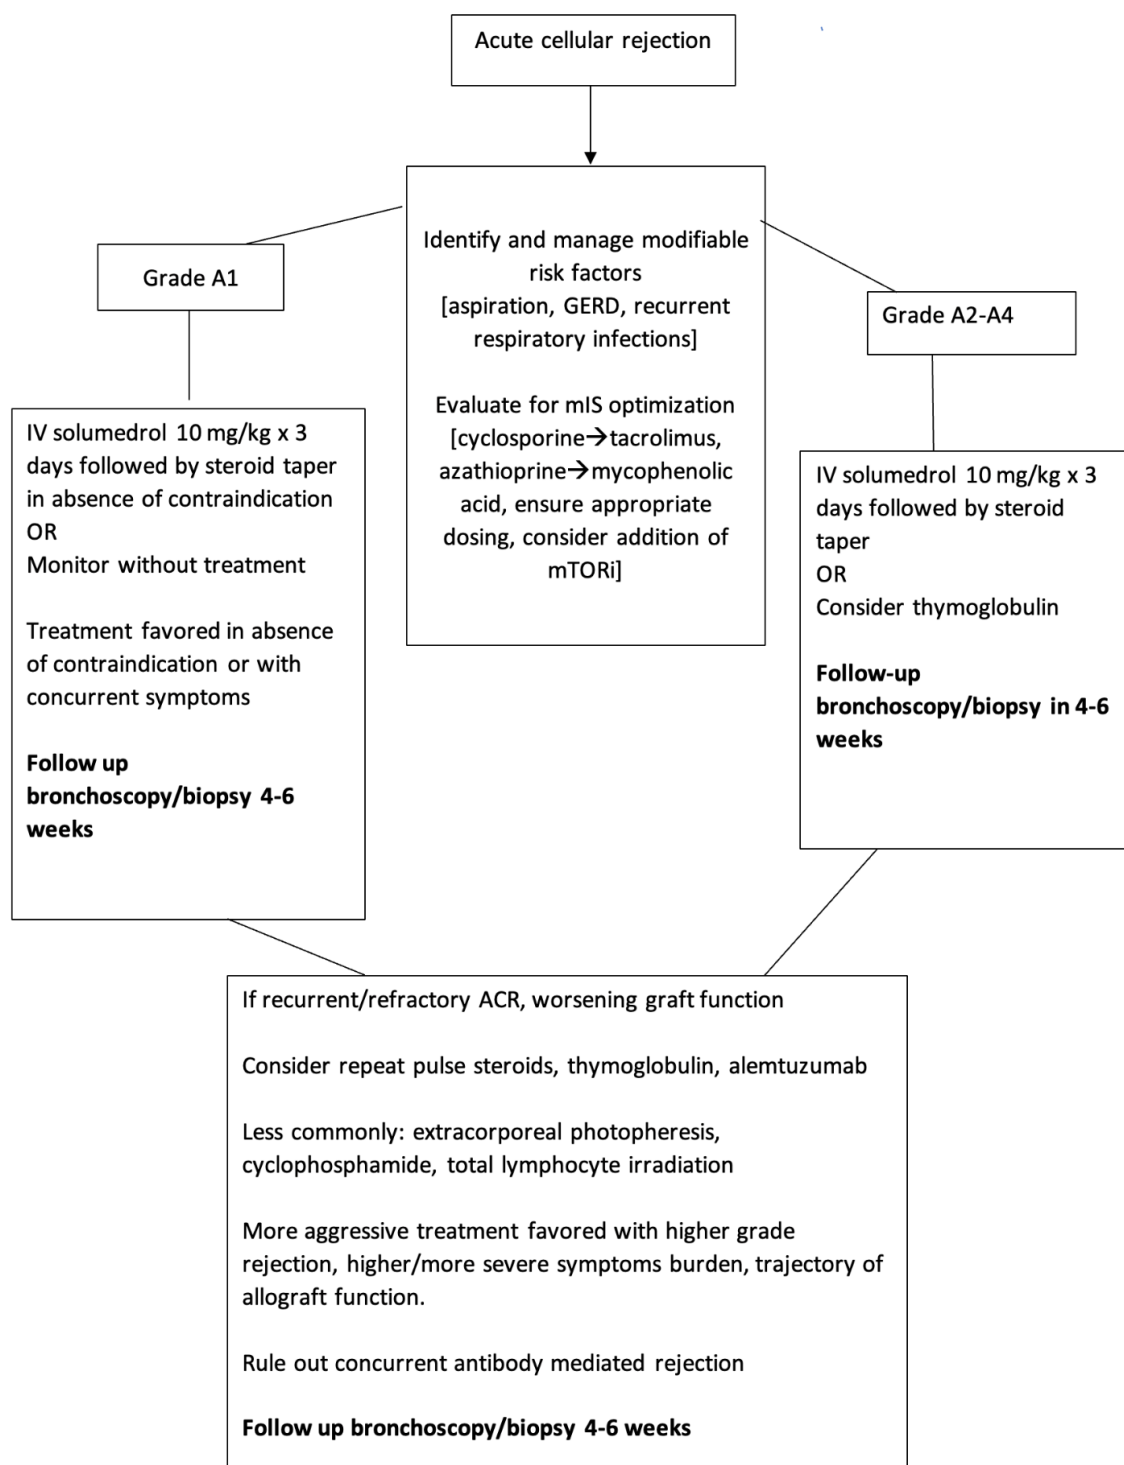 Acute cellular rejection
Identify and manage modifiable
risk factors
[aspiration, GERD, recurrent
respiratory infections]
Evaluate for mIS optimization
[cyclosporine→tacrolimus,
azathioprine→mycophenolic
acid, ensure appropriate
dosing, consider addition of
mTORi]
Grade A1
IV solumedrol 10 mg/kg x 3
days followed by steroid taper
in absence of contraindication
OR
Monitor without treatment
Treatment favored in absence
of contraindication or with
concurrent symptoms
Follow up
bronchoscopy/biopsy 4-6
weeks
Grade A2-A4
IV solumedrol 10 mg/kg x 3
days followed by steroid
taper
OR
Consider thymoglobulin
Follow-up
bronchoscopy/biopsy in 4-6
weeks
If recurrent/refractory ACR, worsening graft function
Consider repeat pulse steroids, thymoglobulin, alemtuzumab
Less commonly: extracorporeal photopheresis,
cyclophosphamide, total lymphocyte irradiation
More aggressive treatment favored with higher grade
rejection, higher/more severe symptoms burden, trajectory of
allograft function.
Rule out concurrent antibody mediated rejection
Follow up bronchoscopy/biopsy 4-6 weeks